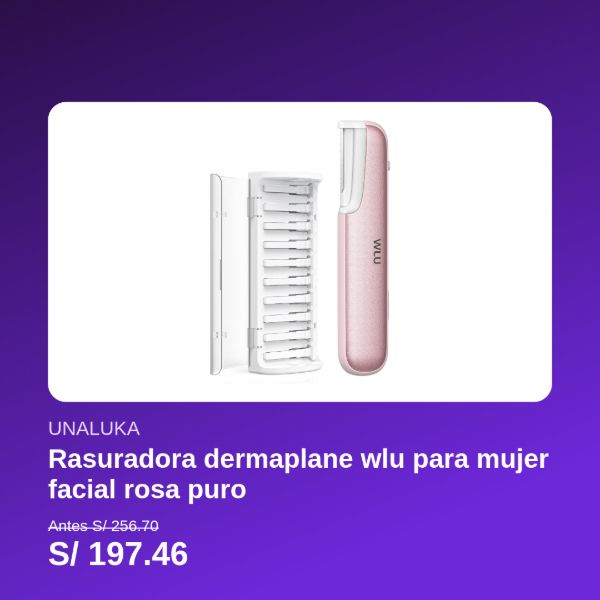 WLU
UNALUKA
Rasuradora dermaplane wlu para mujer
facial rosa puro
Antes S/ 256.70
S/ 197.46